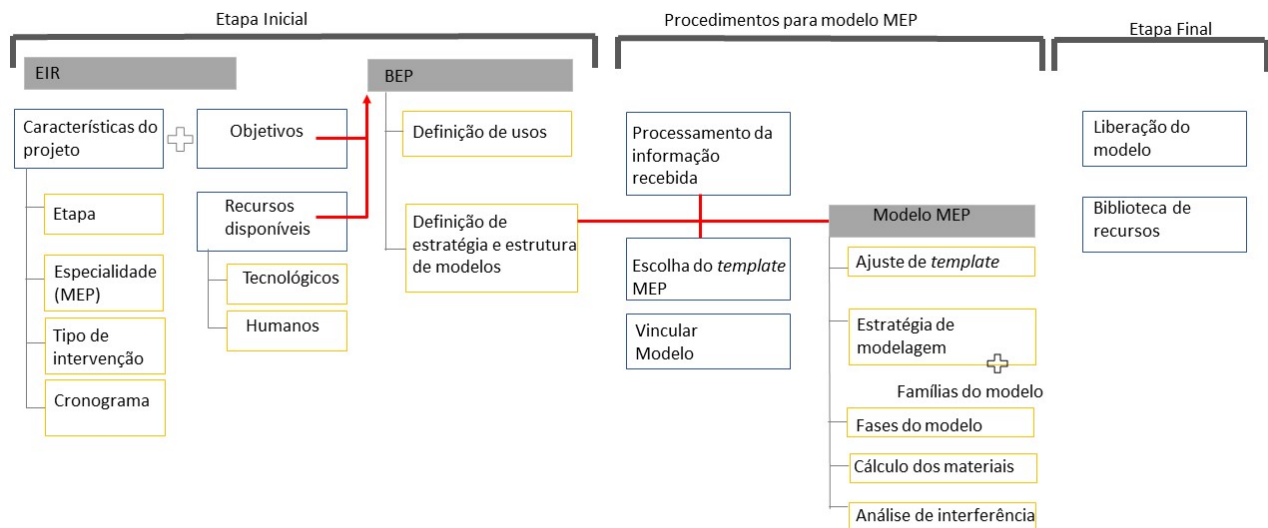 Etapa Inicial
EIR
Características do
projeto
Etapa
Especialidade
(MEP)
Tipo de
intervenção
Cronograma
Objetivos
Recursos
disponíveis
Tecnológicos
Humanos
BEP
Definição de usos
Definição de
estratégia e estrutura
de modelos
Procedimentos para modelo MEP
Processamento da
informação
recebida
Escolha do template
MEP
Vincular
Modelo
Modelo MEP
Ajuste de template
Estratégia de
modelagem
Famílias do modelo
Fases do modelo
Cálculo dos materiais
Análise de interferência
Etapa Final
Liberação do
modelo
Biblioteca de
recursos